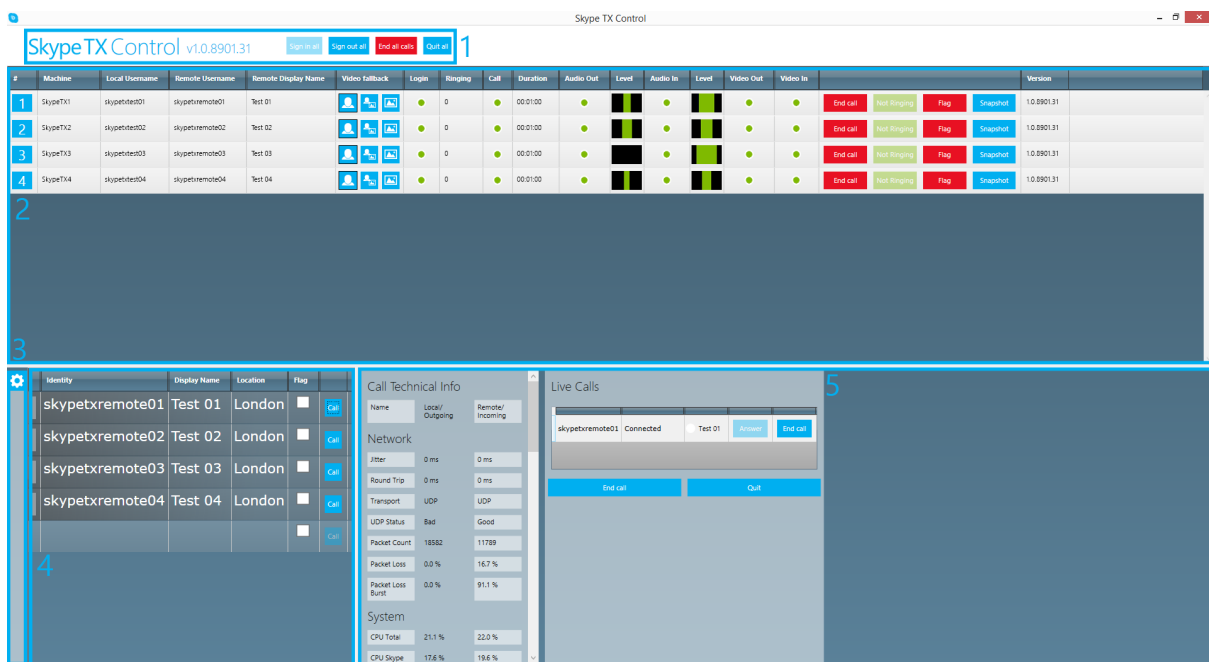 Skype TX Control
Skype TX Control v1.0.8901.31 Sign in all Sign out all End all calls Quit all 1
# Machine Local Username Remote Username Remote Display Name Video fallback Login Ringing Call Duration Audio Out Level Audio In Level Video Out Video In Version
1 SkypeTX1 skypetxtest01 skypetxremote01 Test 01 0 00:01:00 End call Not Ringing Flag Snapshot 1.0.8901.31
2 SkypeTX2 skypetxtest02 skypetxremote02 Test 02 0 00:01:00 End call Not Ringing Flag Snapshot 1.0.8901.31
3 SkypeTX3 skypetxtest03 skypetxremote03 Test 03 0 00:01:00 End call Not Ringing Flag Snapshot 1.0.8901.31
4 SkypeTX4 skypetxtest04 skypetxremote04 Test 04 0 00:01:00 End call Not Ringing Flag Snapshot 1.0.8901.31
2
3
Identity Display Name Location Flag
skypetxremote01 Test 01 London Call
skypetxremote02 Test 02 London Call
skypetxremote03 Test 03 London Call
skypetxremote04 Test 04 London Call
Call
4
Call Technical Info
Name Local/ Remote/
Outgoing Incoming
Network
Jitter 0 ms 0 ms
Round Trip 0 ms 0 ms
Transport UDP UDP
UDP Status Bad Good
Packet Count 18582 11789
Packet Loss 0.0 % 16.7 %
Packet Loss 0.0 % 91.1 %
Burst
System
CPU Total 21.1 % 22.0 %
CPU Skype 17.6 % 19.6 %
Live Calls
skypetxremote01 Connected Test 01 Answer End call
End call Quit
5